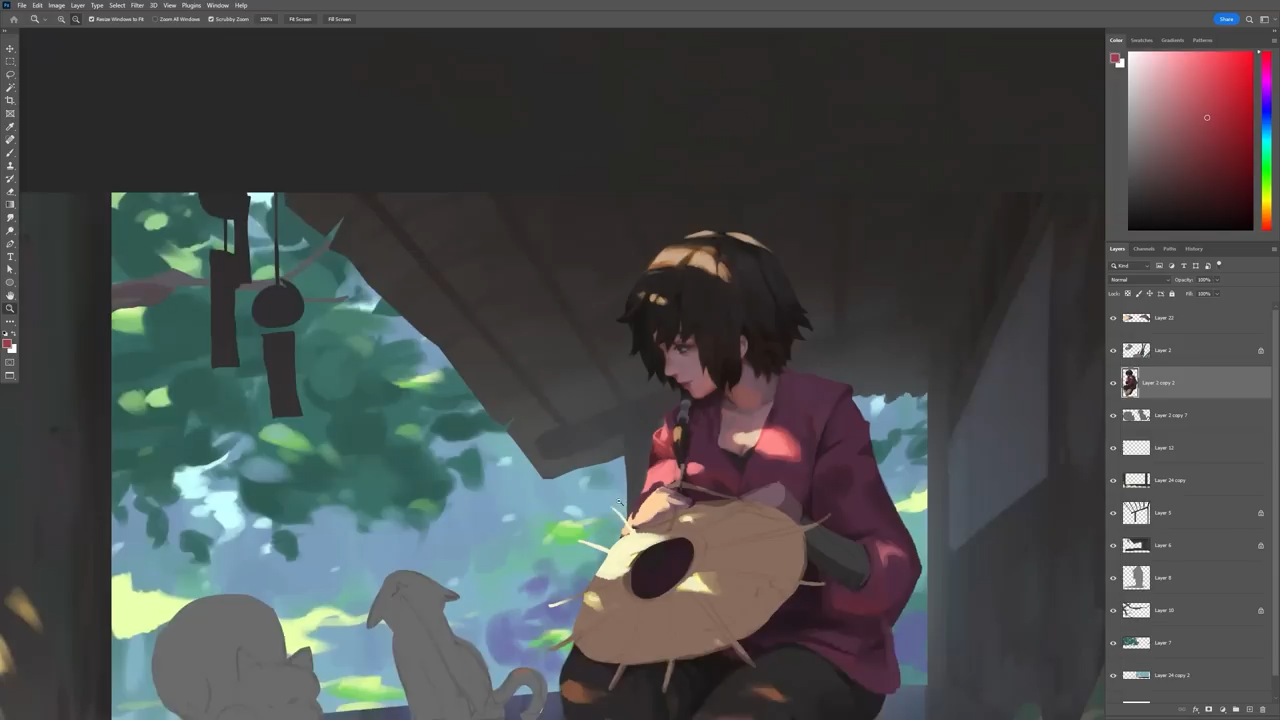 File Edit Image Layer Type Select Filter 3D View Plugins Window Help
Resize Windows to Fit Zoom All Windows Scrubby Zoom 100% Fit Screen Fill Screen Share
Color Swatches Gradients Patterns
Layers Channels Paths History
Kind
Normal Opacity: 100%
Lock: Fill: 100%
Layer 22
Layer 2
Layer 2 copy 2
Layer 2 copy 7
Layer 12
Layer 24 copy
Layer 5
Layer 6
Layer 8
Layer 10
Layer 7
Layer 24 copy 2